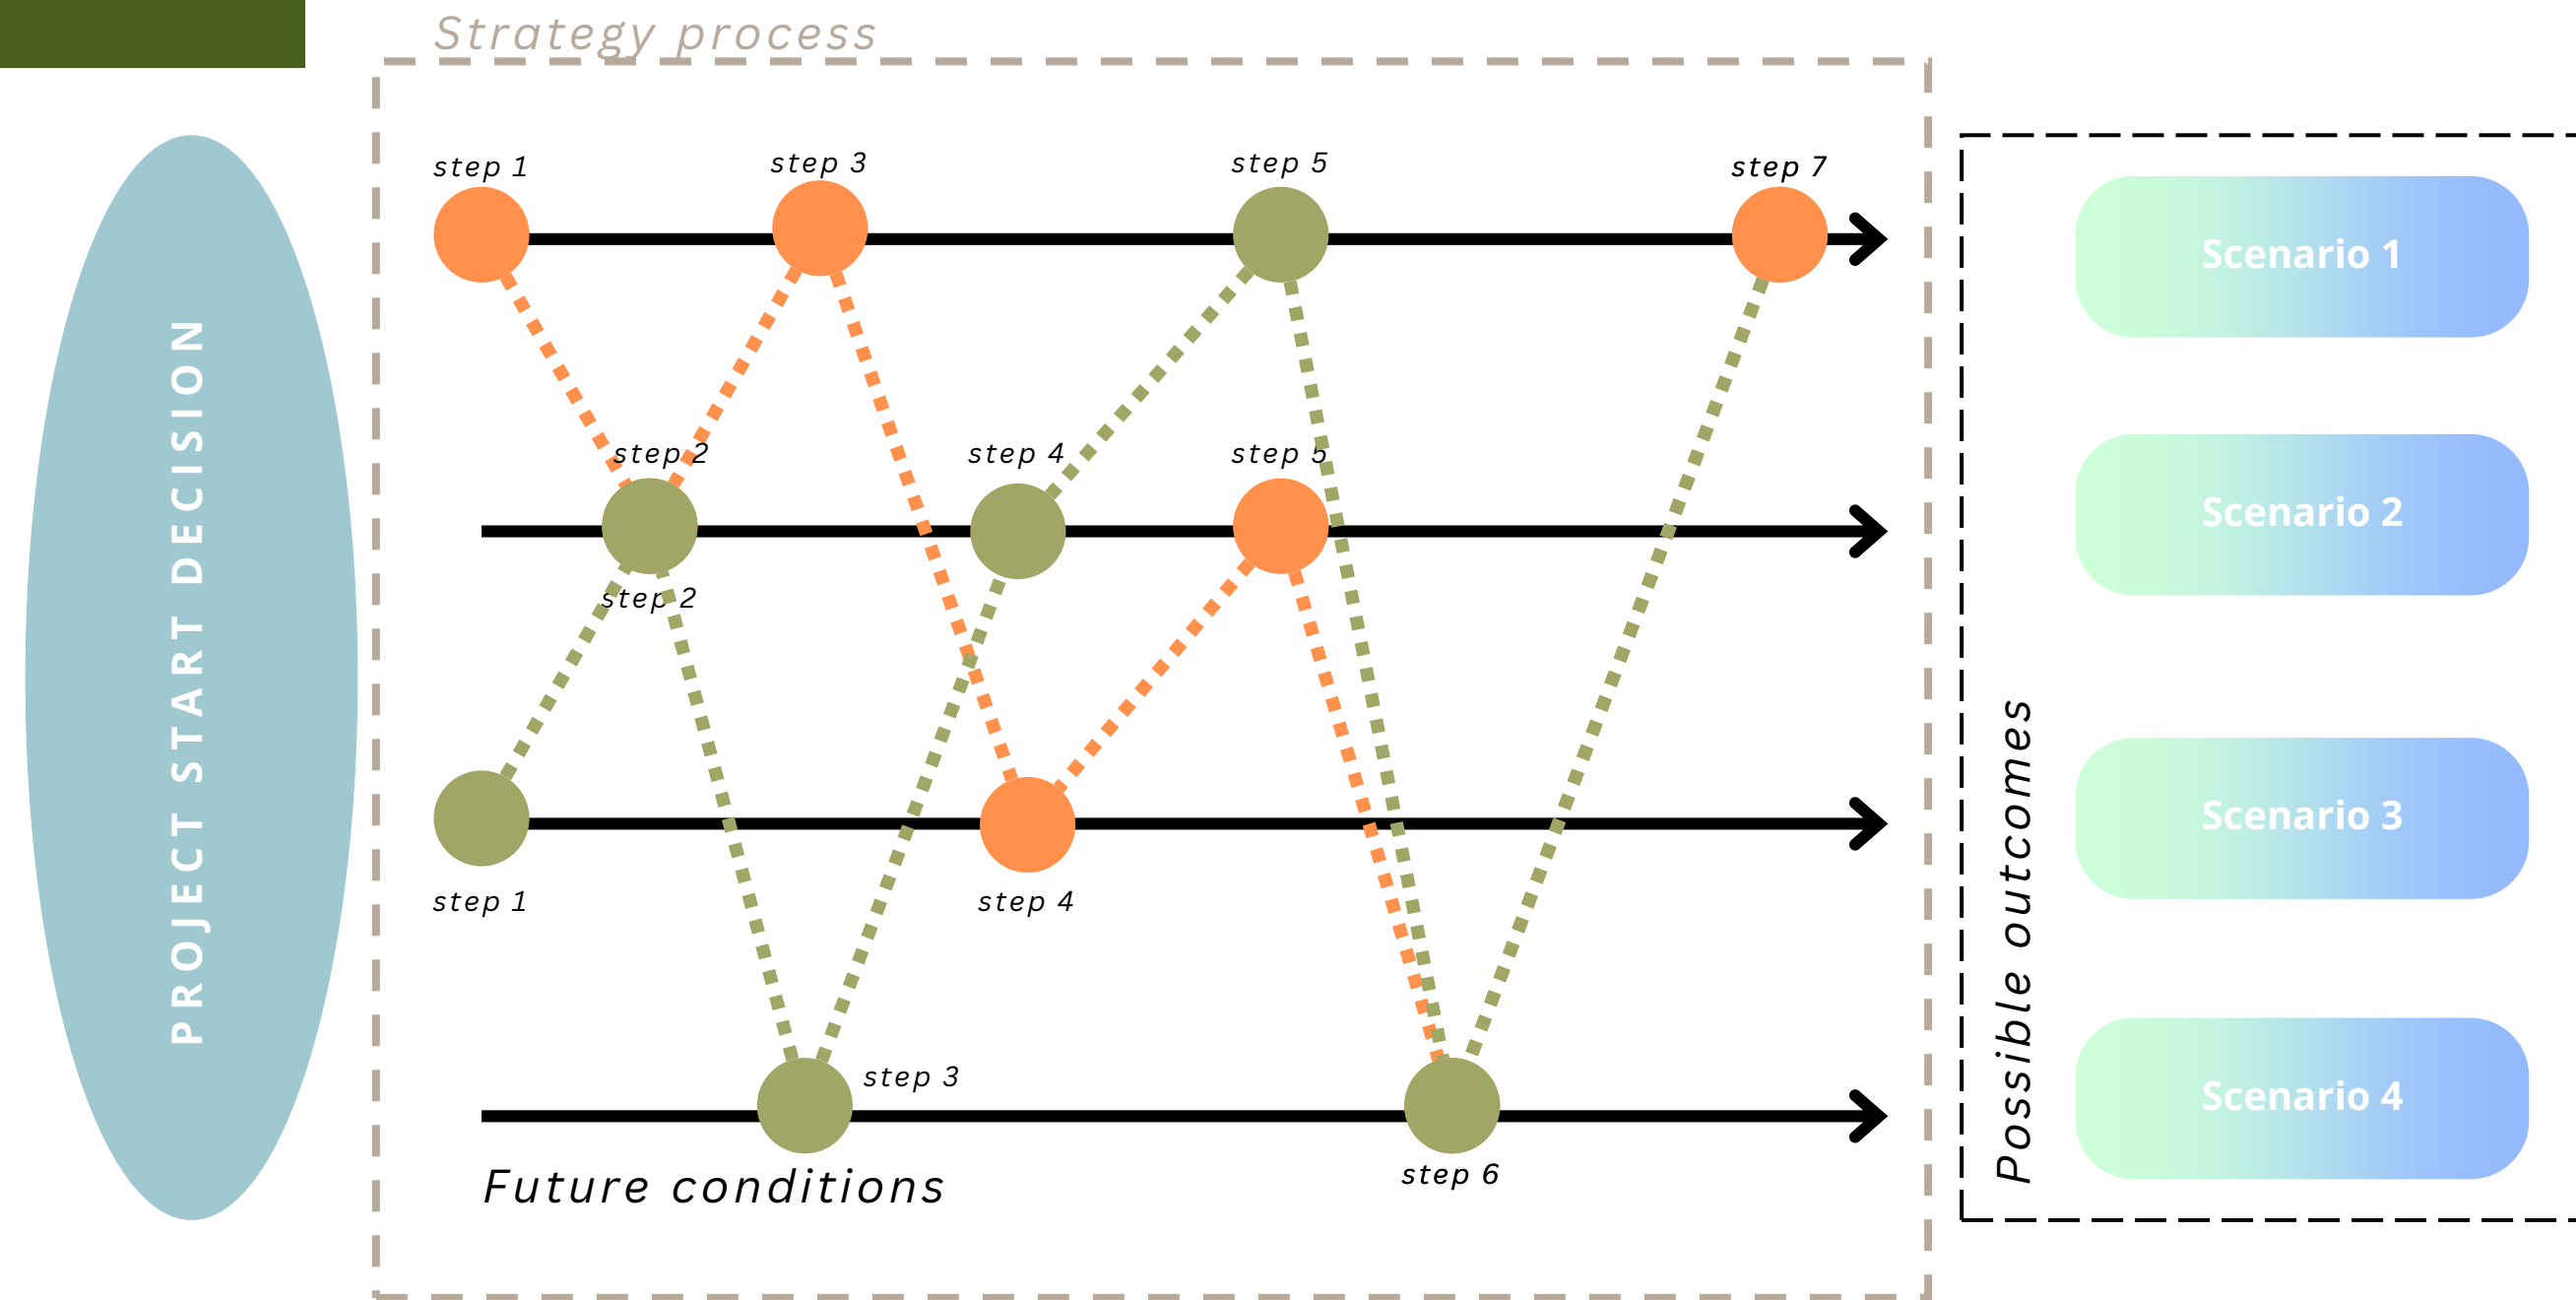 Strategy process
PROJECT START DECISION
step 1
step 3
step 5
step 7
step 2
step 4
step 5
step 2
step 1
step 4
step 3
step 6
Future conditions
Possible outcomes
Scenario 1
Scenario 2
Scenario 3
Scenario 4